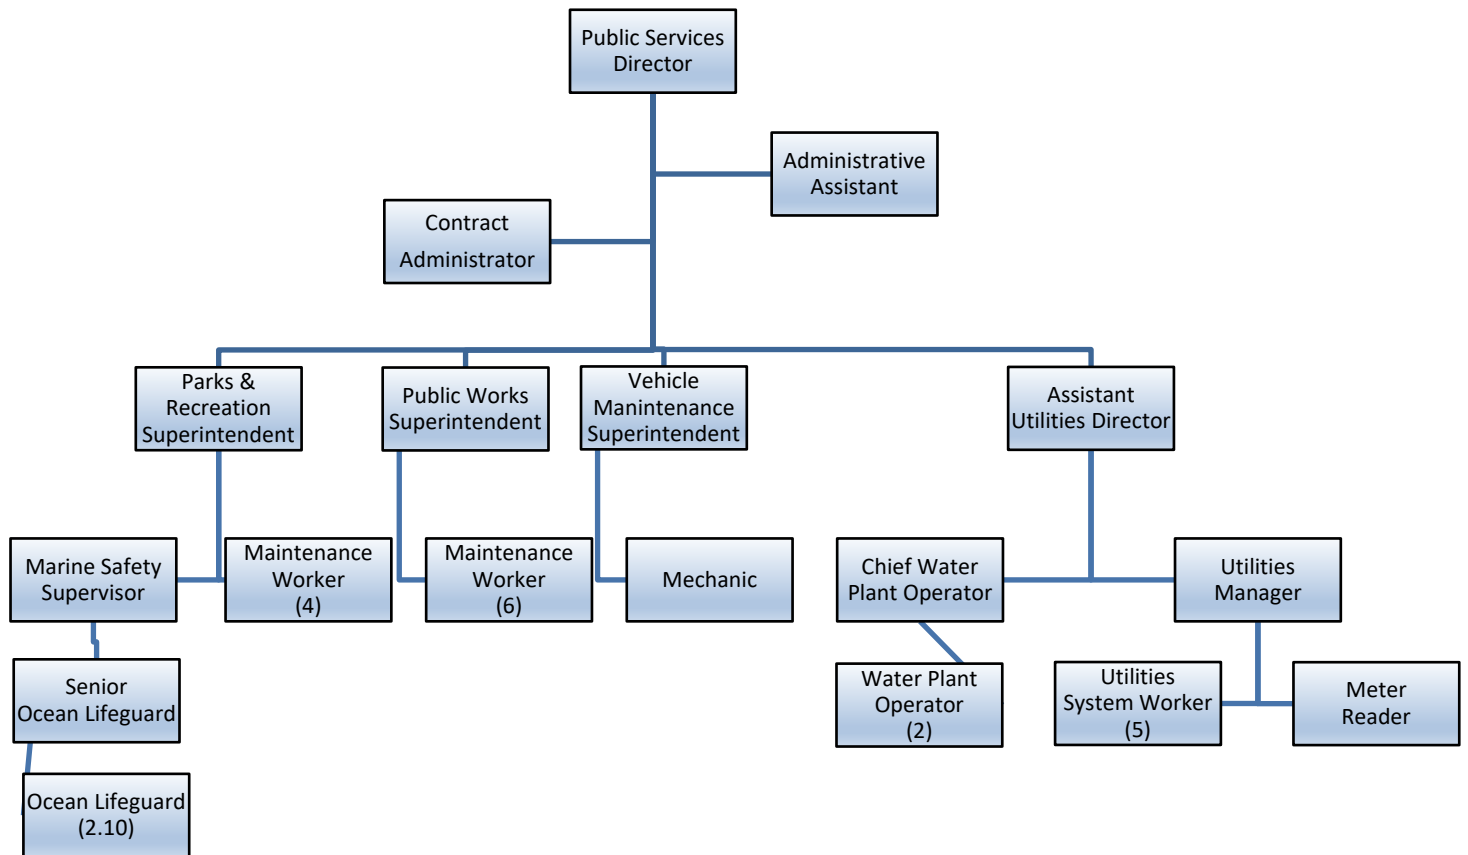 Public Services
Director
Administrative
Assistant
Contract
Administrator
Parks &
Recreation
Superintendent
Public Works
Superintendent
Vehicle
Manintenance
Superintendent
Assistant
Utilities Director
Marine Safety
Supervisor
Maintenance
Worker
(4)
Maintenance
Worker
(6)
Mechanic
Chief Water
Plant Operator
Utilities
Manager
Senior
Ocean Lifeguard
Water Plant
Operator
(2)
Utilities
System Worker
(5)
Meter
Reader
Ocean Lifeguard
(2.10)